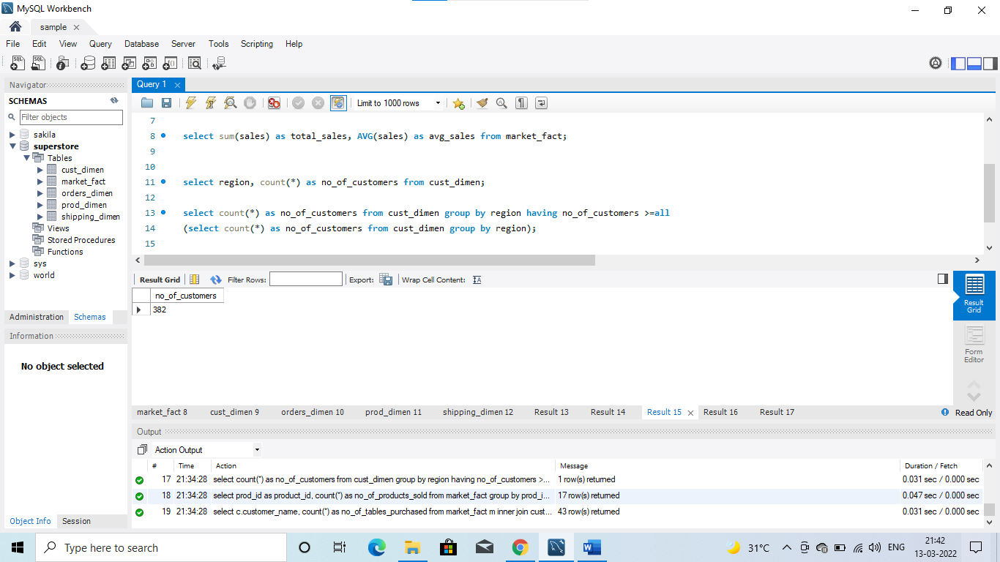 MySQL Workbench
sample
File Edit View Query Database Server Tools Scripting Help
Navigator
SCHEMAS
Filter objects
sakila
superstore
Tables
cust_dimen
market_fact
orders_dimen
prod_dimen
shipping_dimen
Views
Stored Procedures
Functions
sys
world
Administration Schemas
Information
No object selected
Object Info Session
Query 1
Limit to 1000 rows
7
8 select sum(sales) as total_sales, AVG(sales) as avg_sales from market_fact;
9
10
11 select region, count(*) as no_of_customers from cust_dimen;
12
13 select count(*) as no_of_customers from cust_dimen group by region having no_of_customers >=all
14 (select count(*) as no_of_customers from cust_dimen group by region);
15
Result Grid Filter Rows: Export: Wrap Cell Content:
no_of_customers
382
Result
Grid
Form
Editor
market_fact 8 cust_dimen 9 orders_dimen 10 prod_dimen 11 shipping_dimen 12 Result 13 Result 14 Result 15 Result 16 Result 17 Read Only
Output
Action Output
# Time Action Message Duration / Fetch
17 21:34:28 select count(*) as no_of_customers from cust_dimen group by region having no_of_customers >... 1 row(s) returned 0.031 sec / 0.000 sec
18 21:34:28 select prod_id as product_id, count(*) as no_of_products_sold from market_fact group by prod_i... 17 row(s) returned 0.047 sec / 0.000 sec
19 21:34:28 select c.customer_name, count(*) as no_of_tables_purchased from market_fact m inner join cust... 43 row(s) returned 0.031 sec / 0.000 sec
Type here to search
31°C
ENG
21:42
13-03-2022